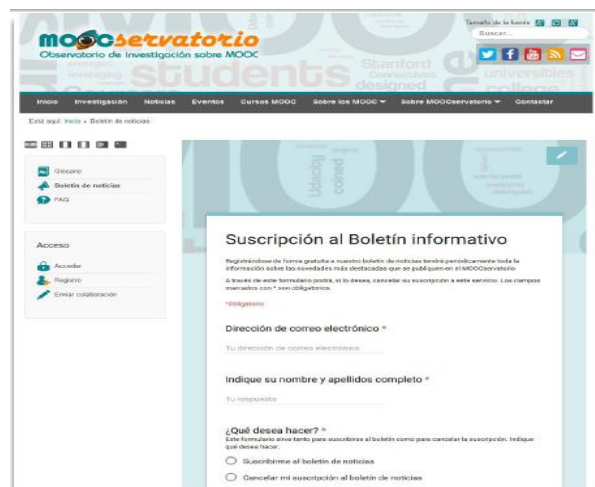 Tamaño de la fuente
MOOCservatorio
Observatorio de Investigación sobre MOOC
Buscar...
leveraging
students
Stanford
Connectivist
designed
universities
college
Inicio Investigación Noticias Eventos Cursos MOOC Sobre los MOOC Sobre MOOCservatorio Contactar
Está aquí: Inicio Boletín de noticias
Glosario
Boletín de noticias
FAQ
Acceso
Acceder
Registro
Enviar colaboración
Udacity
coined
Suscripción al Boletín informativo
Registrándose de forma gratuita a nuestro boletín de noticias tendrá periódicamente toda la
información sobre las novedades más destacadas que se publiquen en el MOOCservatorio
A través de este formulario podrá, si lo desea, cancelar su suscripción a este servicio. Los campos
marcados con * son obligatorios.
*Obligatorio
Dirección de correo electrónico *
Tu dirección de correo electrónico
Indique su nombre y apellidos completo *
Tu respuesta
¿Qué desea hacer? *
Este formulario sirve tanto para suscribirse al boletín como para cancelar la suscripción. Indique
qué desea hacer.
Suscribirme al boletín de noticias
Cancelar mi suscripción al boletín de noticias